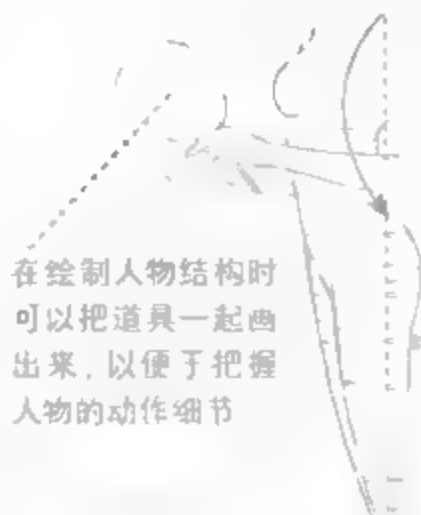 在绘制人物结构时
可以把道具一起画
出来，以便于把握
人物的动作细节